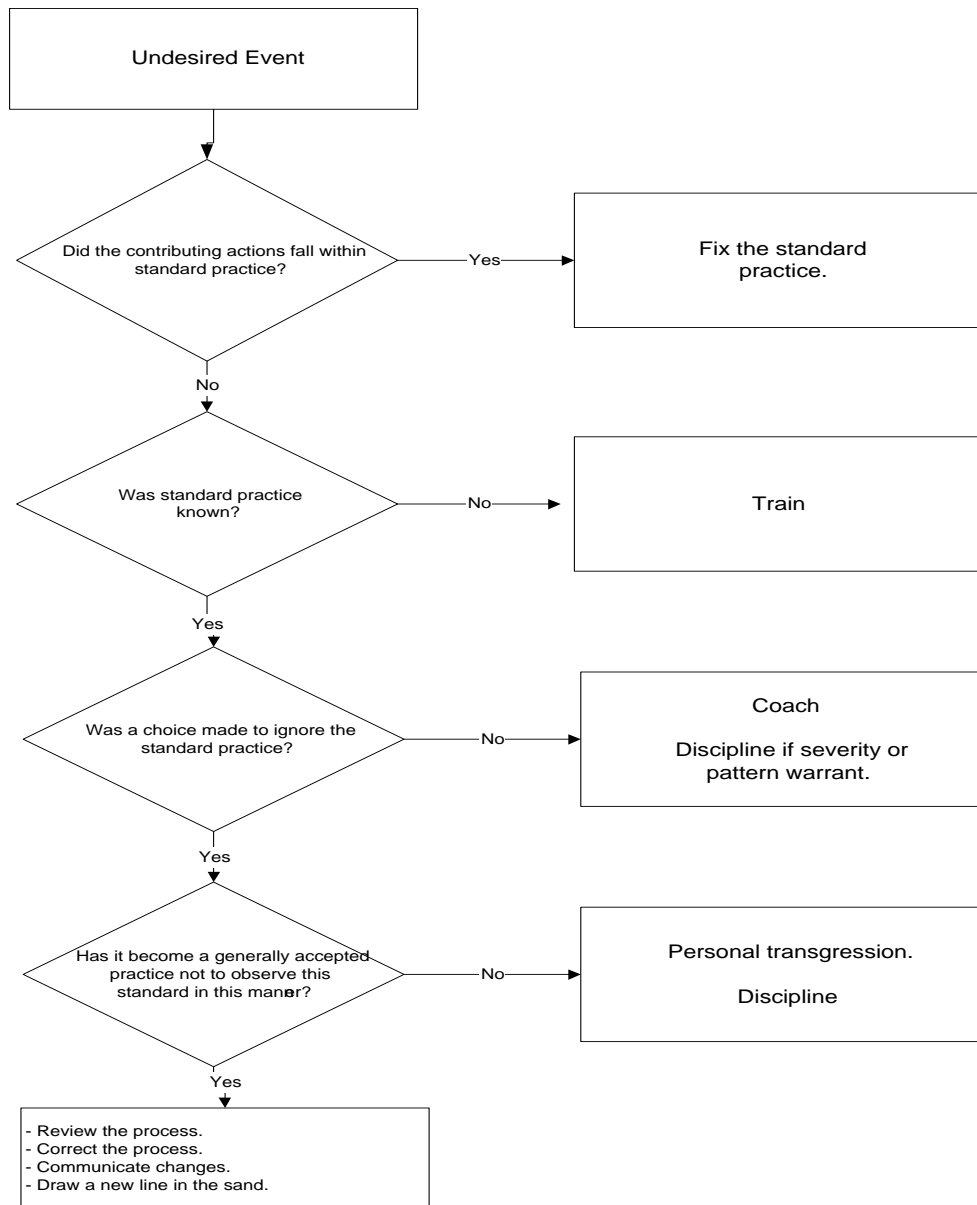 Undesired Event
Did the contributing actions fall within
standard practice?
Yes
Fix the standard
practice.
No
Was standard practice
known?
No
Train
Yes
Was a choice made to ignore the
standard practice?
No
Coach
Discipline if severity or
pattern warrant.
Yes
Has it become a generally accepted
practice not to observe this
standard in this manner?
No
Personal transgression.
Discipline
Yes
- Review the process.
- Correct the process.
- Communicate changes.
- Draw a new line in the sand.